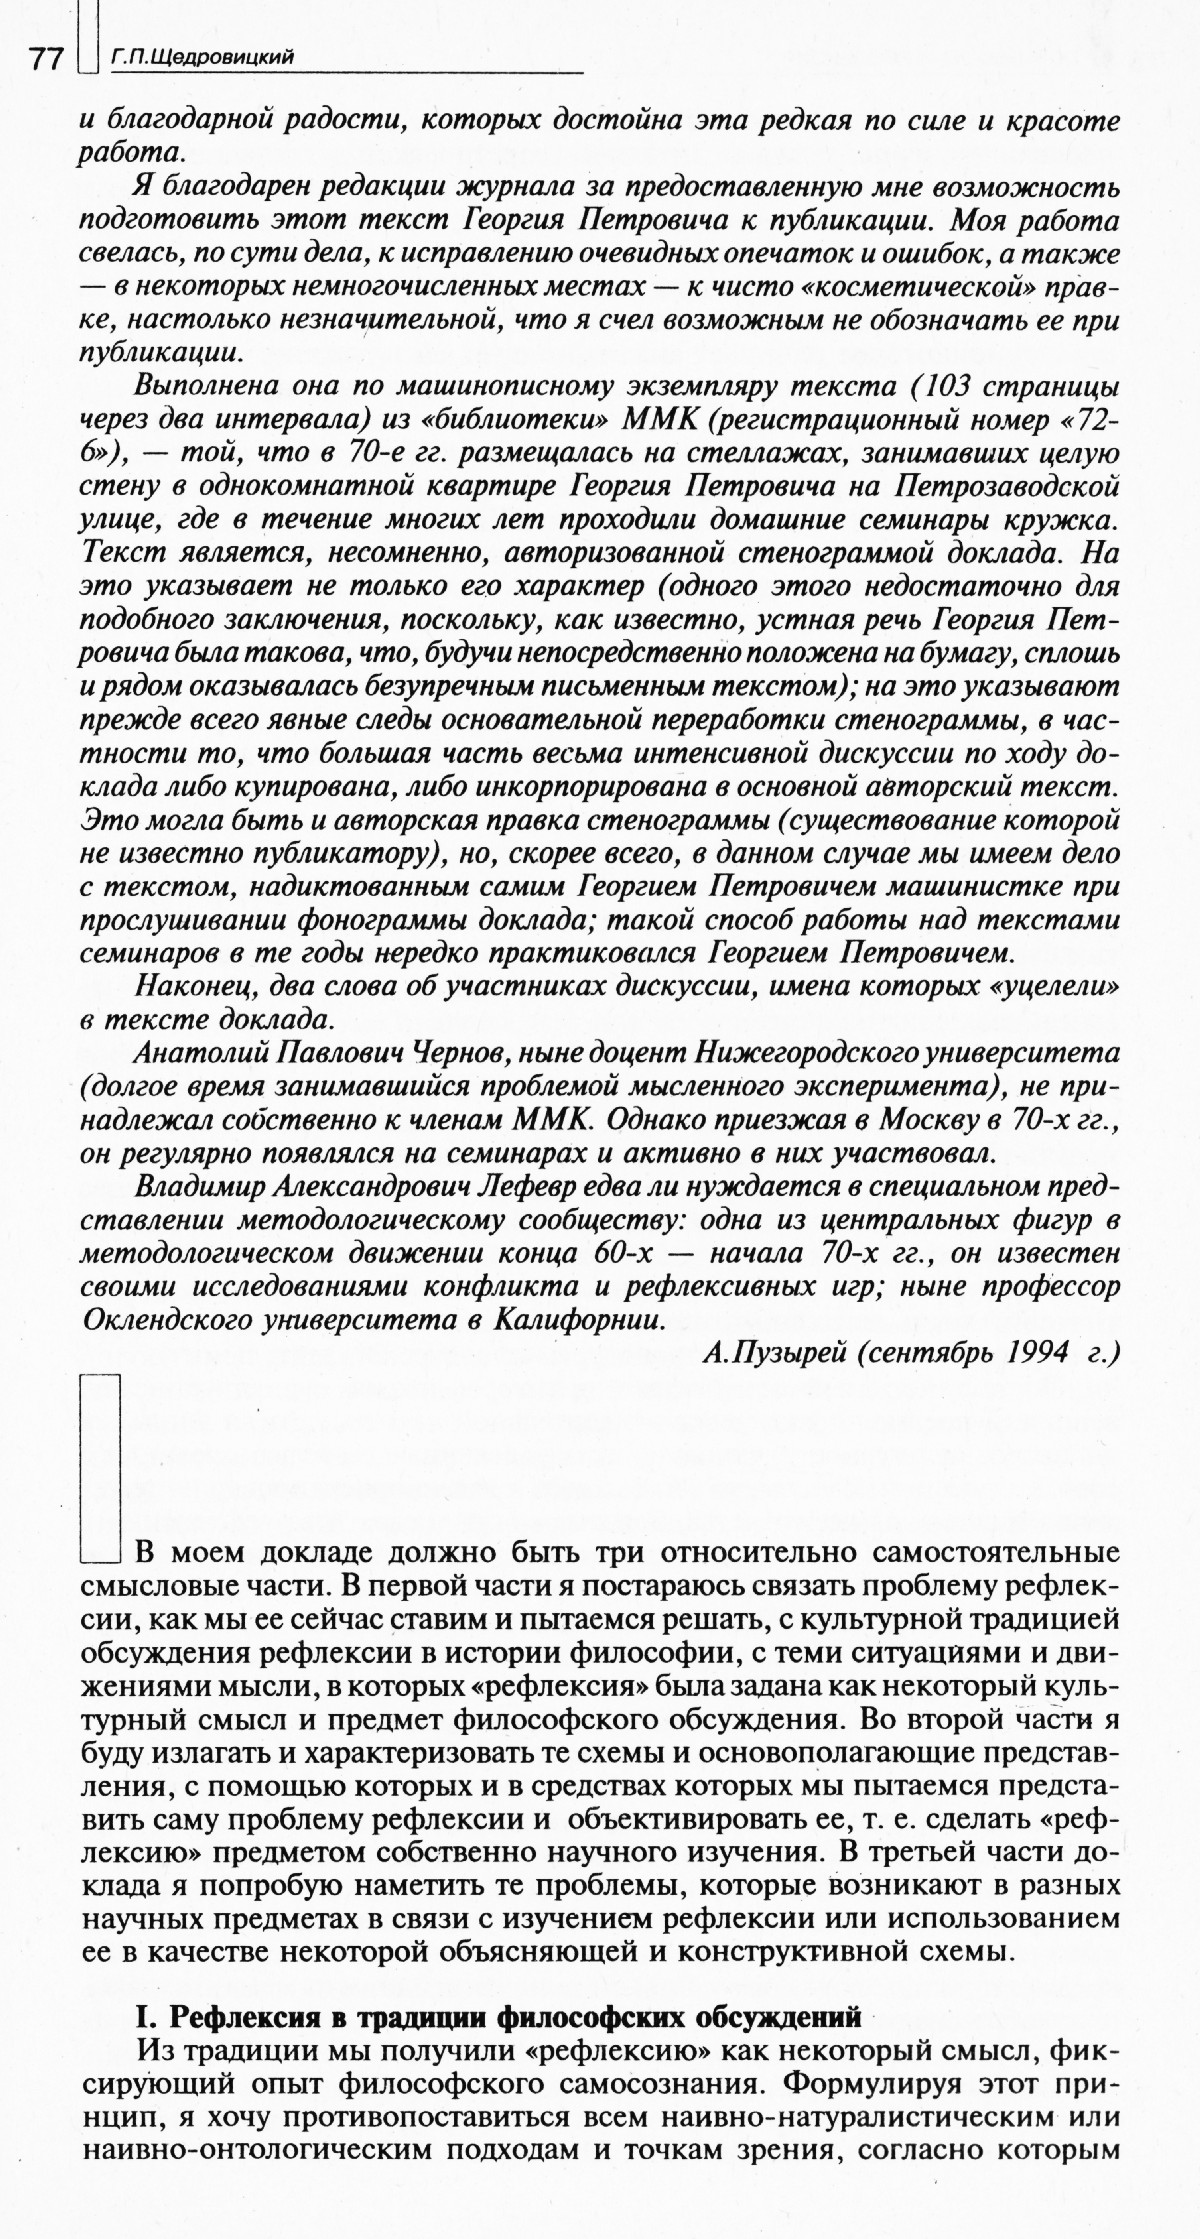 77 Г.П.Щедровицкий
и благодарной радости, которых достойна эта редкая по силе и красоте
работа.
Я благодарен редакции журнала за предоставленную мне возможность
подготовить этот текст Георгия Петровича к публикации. Моя работа
свелась, по сути дела, к исправлению очевидных опечаток и ошибок, а также
— в некоторых немногочисленных местах — к чисто «косметической» прав-
ке, настолько незначительной, что я счел возможным не обозначать ее при
публикации.
Выполнена она по машинописному экземпляру текста (103 страницы
через два интервала) из «библиотеки» ММК (регистрационный номер «72-
6»), — той, что в 70-е гг. размещалась на стеллажах, занимавших целую
стену в однокомнатной квартире Георгия Петровича на Петрозаводской
улице, где в течение многих лет проходили домашние семинары кружка.
Текст является, несомненно, авторизованной стенограммой доклада. На
это указывает не только его характер (одного этого недостаточно для
подобного заключения, поскольку, как известно, устная речь Георгия Пет-
ровича была такова, что, будучи непосредственно положена на бумагу, сплошь
и рядом оказывалась безупречным письменным текстом); на это указывают
прежде всего явные следы основательной переработки стенограммы, в час-
тности то, что большая часть весьма интенсивной дискуссии по ходу до-
клада либо купирована, либо инкорпорирована в основной авторский текст.
Это могла быть и авторская правка стенограммы (существование которой
не известно публикатору), но, скорее всего, в данном случае мы имеем дело
с текстом, надиктованным самим Георгием Петровичем машинистке при
прослушивании фонограммы доклада; такой способ работы над текстами
семинаров в те годы нередко практиковался Георгием Петровичем.
Наконец, два слова об участниках дискуссии, имена которых «уцелели»
в тексте доклада.
Анатолий Павлович Чернов, ныне доцент Нижегородского университета
(долгое время занимавшийся проблемой мысленного эксперимента), не при-
надлежал собственно к членам ММК. Однако приезжая в Москву в 70-х гг.,
он регулярно появлялся на семинарах и активно в них участвовал.
Владимир Александрович Лефевр едва ли нуждается в специальном пред-
ставлении методологическому сообществу: одна из центральных фигур в
методологическом движении конца 60-х — начала 70-х гг., он известен
своими исследованиями конфликта и рефлексивных игр; ныне профессор
Оклендского университета в Калифорнии.
А.Пузырей (сентябрь 1994 г.)
В моем докладе должно быть три относительно самостоятельные
смысловые части. В первой части я постараюсь связать проблему рефлек-
сии, как мы ее сейчас ставим и пытаемся решать, с культурной традицией
обсуждения рефлексии в истории философии, с теми ситуациями и дви-
жениями мысли, в которых «рефлексия» была задана как некоторый куль-
турный смысл и предмет философского обсуждения. Во второй части я
буду излагать и характеризовать те схемы и основополагающие представ-
ления, с помощью которых и в средствах которых мы пытаемся предста-
вить саму проблему рефлексии и объективировать ее, т. е. сделать «реф-
лексию» предметом собственно научного изучения. В третьей части до-
клада я попробую наметить те проблемы, которые возникают в разных
научных предметах в связи с изучением рефлексии или использованием
ее в качестве некоторой объясняющей и конструктивной схемы.
I. Рефлексия в традиции философских обсуждений
Из традиции мы получили «рефлексию» как некоторый смысл, фик-
сирующий опыт философского самосознания. Формулируя этот при-
нцип, я хочу противопоставиться всем наивно-натуралистическим или
наивно-онтологическим подходам и точкам зрения, согласно которым